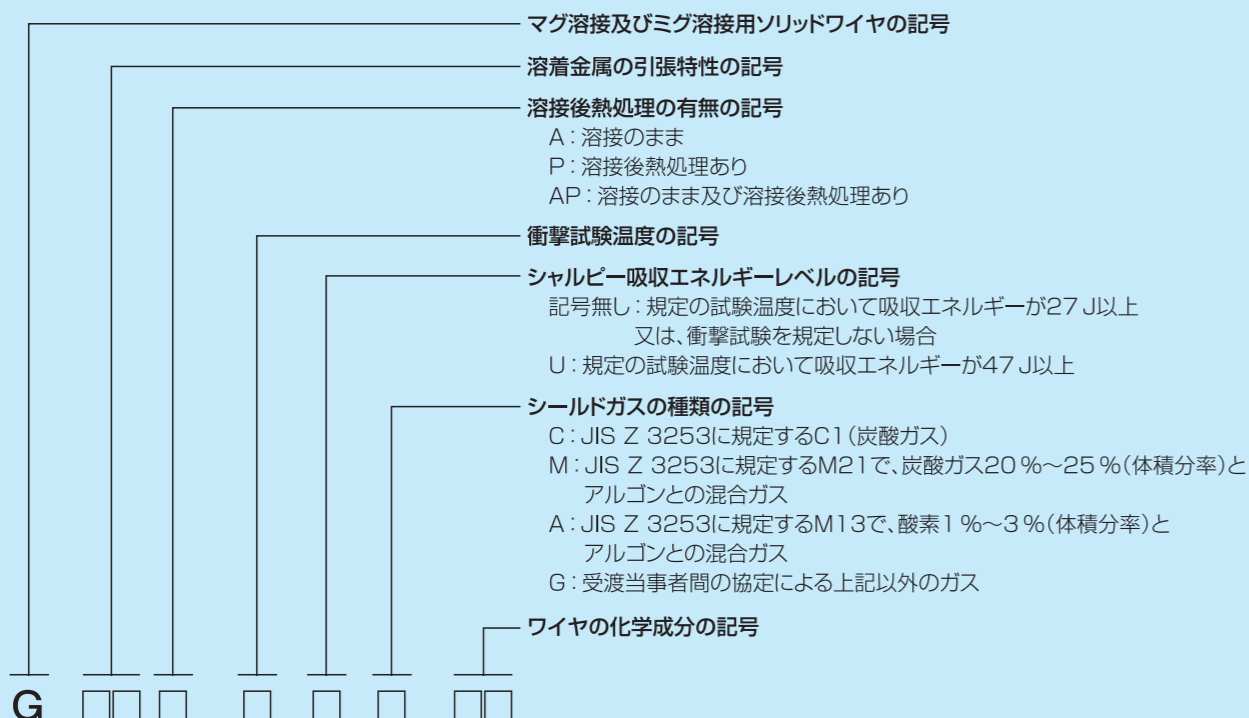 マグ溶接及びミグ溶接用ソリッドワイヤの記号
溶着金属の引張特性の記号
溶接後熱処理の有無の記号
A：溶接のまま
P：溶接後熱処理あり
AP：溶接のまま及び溶接後熱処理あり
衝撃試験温度の記号
シャルピー吸収エネルギーレベルの記号
記号無し：規定の試験温度において吸収エネルギーが27 J以上
又は、衝撃試験を規定しない場合
U：規定の試験温度において吸収エネルギーが47 J以上
シールドガスの種類の記号
C：JIS Z 3253に規定するC1（炭酸ガス）
M：JIS Z 3253に規定するM21で、炭酸ガス20％～25％（体積分率）と
アルゴンとの混合ガス
A：JIS Z 3253に規定するM13で、酸素1％～3％（体積分率）と
アルゴンとの混合ガス
G：受渡当事者間の協定による上記以外のガス
ワイヤの化学成分の記号
G □□ □ □ □ □ □□